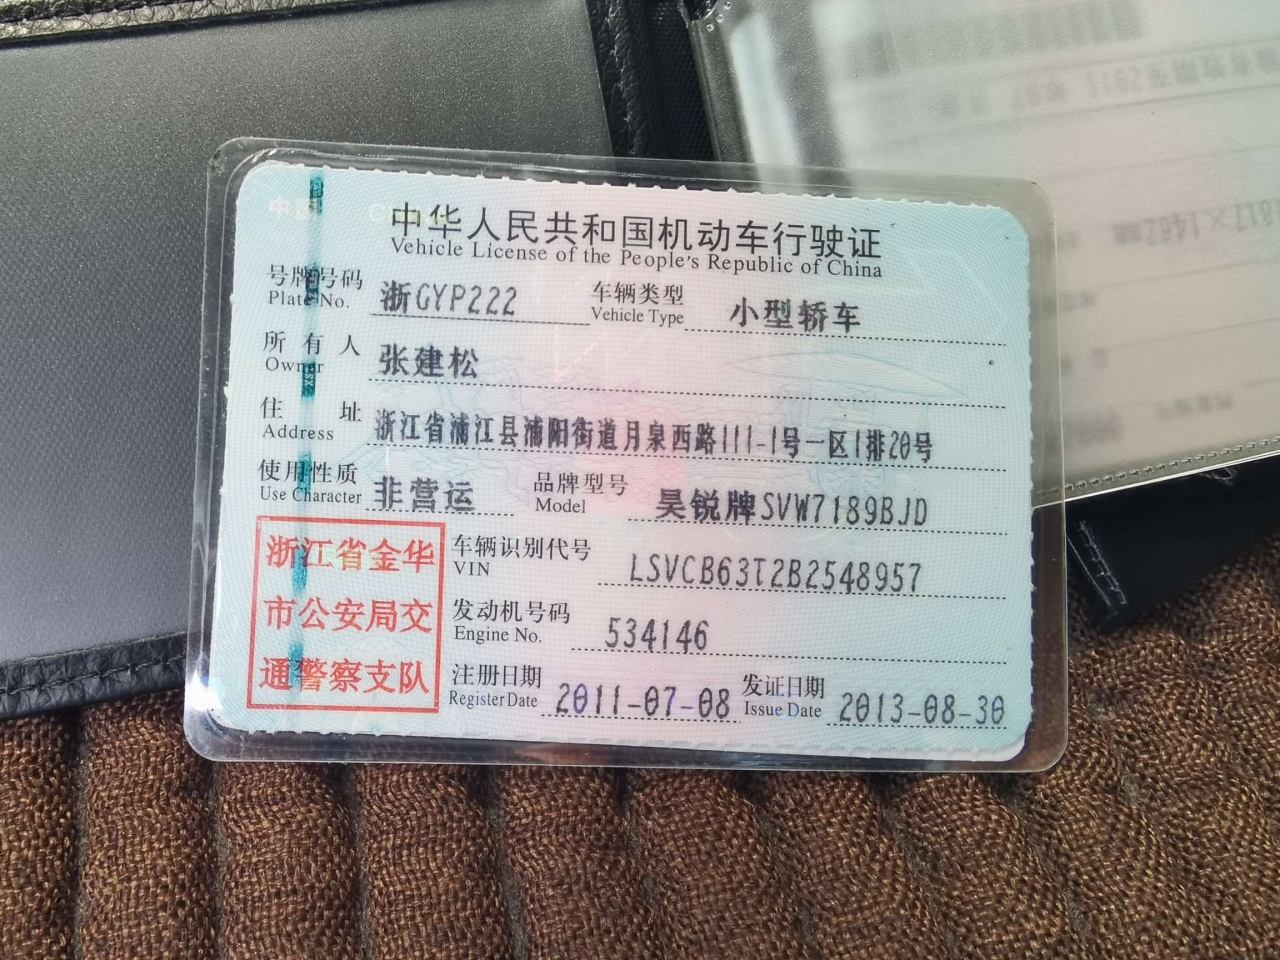 中华人民共和国机动车行驶证
Vehicle License of the People's Republic of China
号牌号码 浙GYP222 车辆类型 小型轿车
Plate No. Vehicle Type
所有人 张建松
Owner
住址 浙江省浦江县浦阳街道月泉西路111-1号一区1排20号
Address
使用性质 非营运 品牌型号 昊锐牌SVW7189BJD
Use Character Model
浙江省金华
市公安局交
通警察支队
车辆识别代号 LSVCB63T2B2548957
VIN
发动机号码 534146
Engine No.
注册日期 2011-07-08 发证日期 2013-08-30
Register Date Issue Date